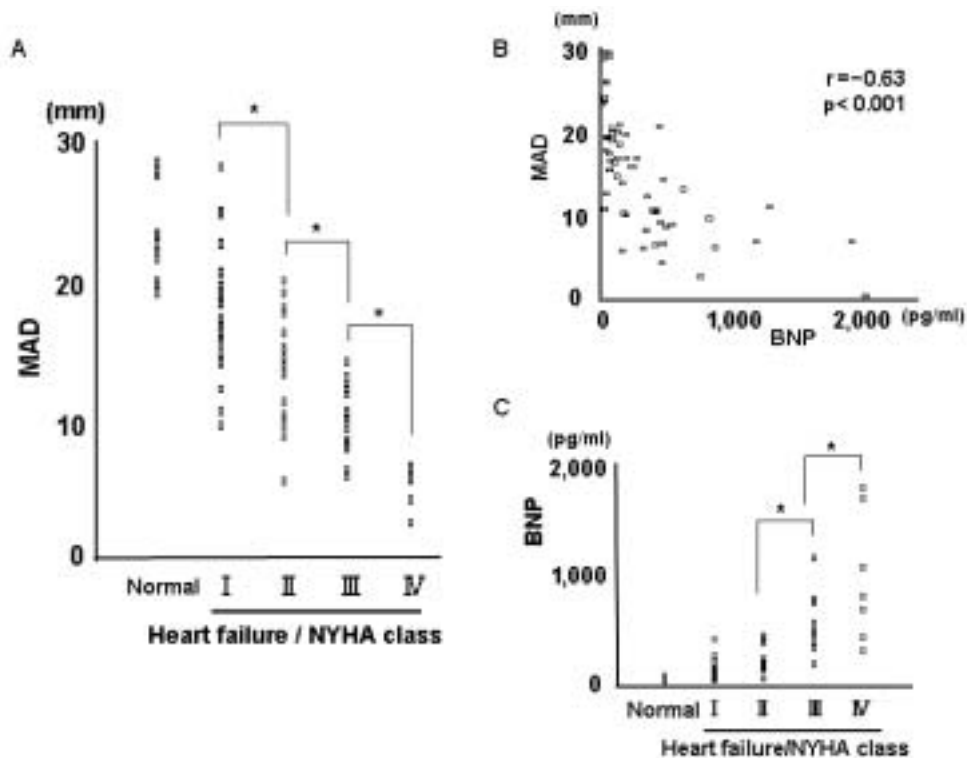 A
(mm)
30
20
10
0
MAD
*
*
*
Normal I II III IV
Heart failure / NYHA class
B
(mm)
30
20
10
0
MAD
r=-0.63
p<0.001
0 1,000 2,000 (pg/ml)
BNP
C
(pg/ml)
2,000
1,000
0
BNP
*
*
Normal I II III IV
Heart failure/NYHA class